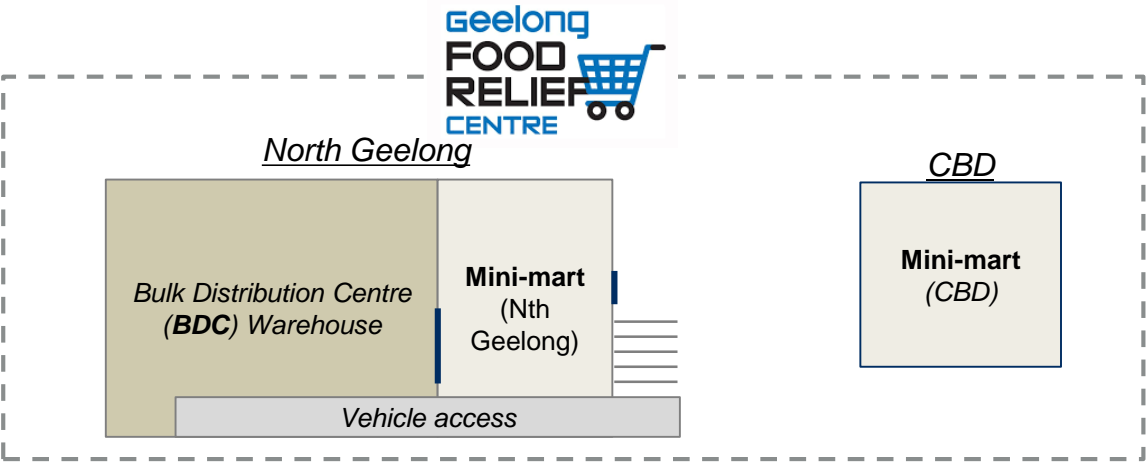 Geelong
FOOD
RELIEF
CENTRE
North Geelong
CBD
Bulk Distribution Centre
(BDC) Warehouse
Mini-mart
(Nth
Geelong)
Vehicle access
Mini-mart
(CBD)